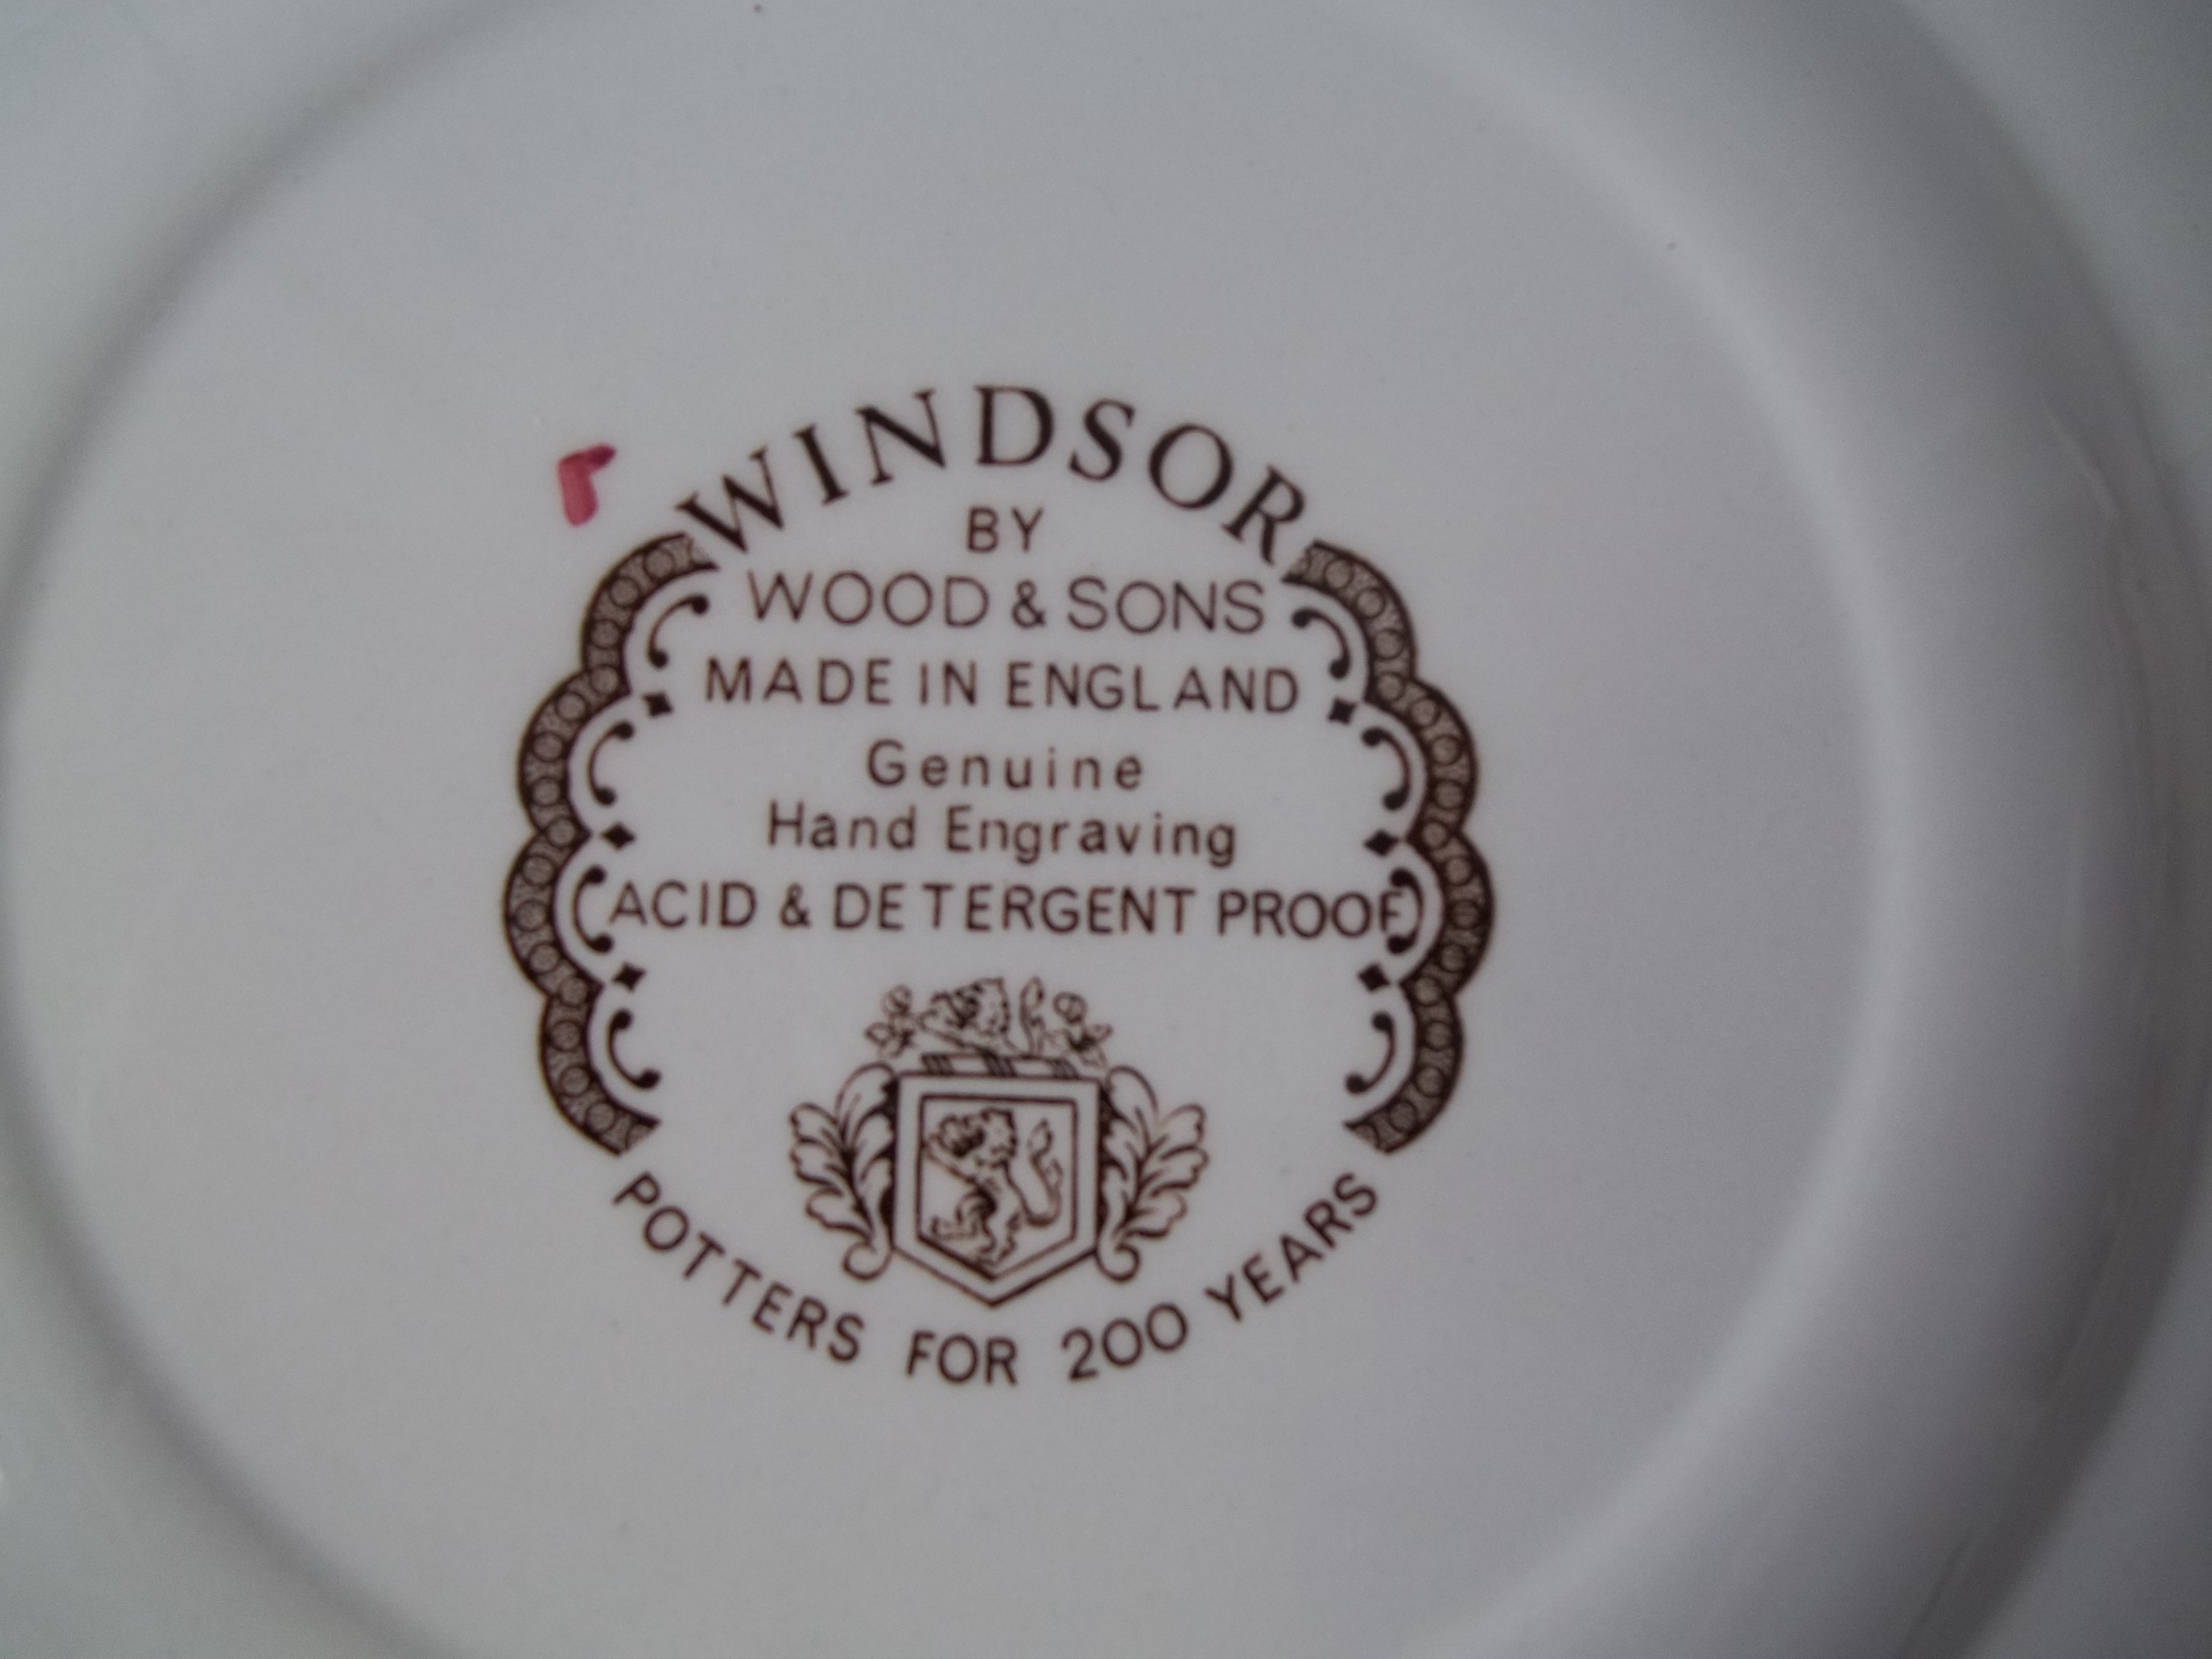 WINDSOR
BY
WOOD & SONS
MADE IN ENGLAND
Genuine
Hand Engraving
ACID & DETERGENT PROOF
POTTERS FOR 200 YEARS